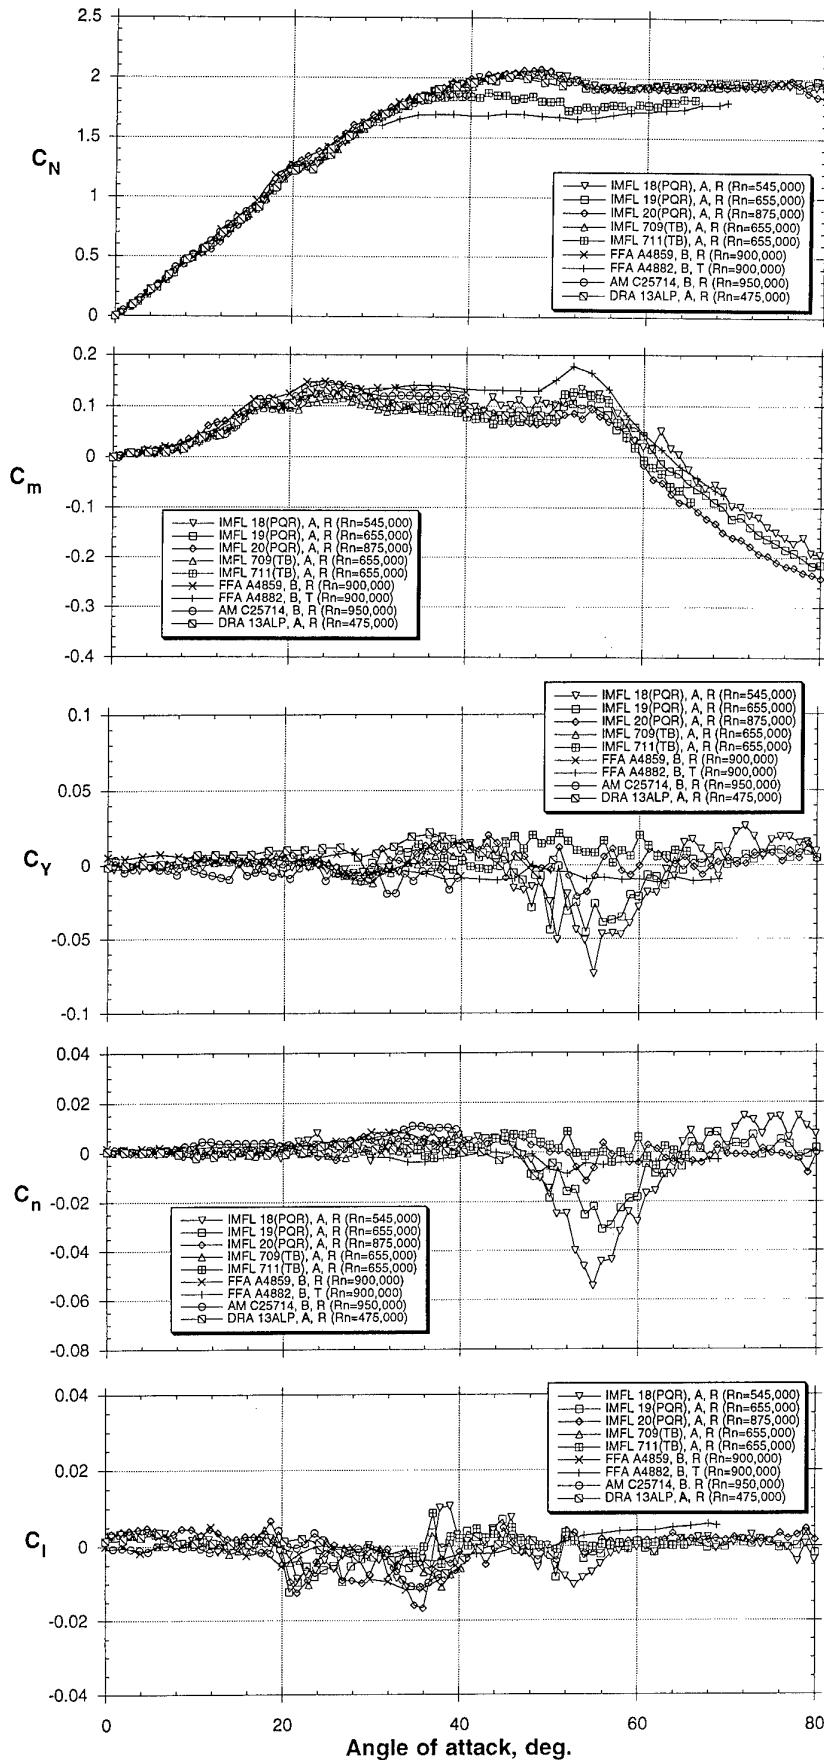 2.5
2
1.5
1
0.5
0
C_N
IMFL 18(PQR), A, R (Rn=545,000)
IMFL 19(PQR), A, R (Rn=655,000)
IMFL 20(PQR), A, R (Rn=875,000)
IMFL 709(TB), A, R (Rn=655,000)
IMFL 711(TB), A, R (Rn=655,000)
FFA A4859, B, R (Rn=900,000)
FFA A4882, B, T (Rn=900,000)
AM C25714, B, R (Rn=950,000)
DRA 13ALP, A, R (Rn=475,000)
0.2
0.1
0
-0.1
-0.2
-0.3
-0.4
C_m
IMFL 18(PQR), A, R (Rn=545,000)
IMFL 19(PQR), A, R (Rn=655,000)
IMFL 20(PQR), A, R (Rn=875,000)
IMFL 709(TB), A, R (Rn=655,000)
IMFL 711(TB), A, R (Rn=655,000)
FFA A4859, B, R (Rn=900,000)
FFA A4882, B, T (Rn=900,000)
AM C25714, B, R (Rn=950,000)
DRA 13ALP, A, R (Rn=475,000)
0.1
0.05
0
-0.05
-0.1
C_Y
IMFL 18(PQR), A, R (Rn=545,000)
IMFL 19(PQR), A, R (Rn=655,000)
IMFL 20(PQR), A, R (Rn=875,000)
IMFL 709(TB), A, R (Rn=655,000)
IMFL 711(TB), A, R (Rn=655,000)
FFA A4859, B, R (Rn=900,000)
FFA A4882, B, T (Rn=900,000)
AM C25714, B, R (Rn=950,000)
DRA 13ALP, A, R (Rn=475,000)
0.04
0.02
0
-0.02
-0.04
-0.06
-0.08
C_n
IMFL 18(PQR), A, R (Rn=545,000)
IMFL 19(PQR), A, R (Rn=655,000)
IMFL 20(PQR), A, R (Rn=875,000)
IMFL 709(TB), A, R (Rn=655,000)
IMFL 711(TB), A, R (Rn=655,000)
FFA A4859, B, R (Rn=900,000)
FFA A4882, B, T (Rn=900,000)
AM C25714, B, R (Rn=950,000)
DRA 13ALP, A, R (Rn=475,000)
0.04
0.02
0
-0.02
-0.04
C_l
IMFL 18(PQR), A, R (Rn=545,000)
IMFL 19(PQR), A, R (Rn=655,000)
IMFL 20(PQR), A, R (Rn=875,000)
IMFL 709(TB), A, R (Rn=655,000)
IMFL 711(TB), A, R (Rn=655,000)
FFA A4859, B, R (Rn=900,000)
FFA A4882, B, T (Rn=900,000)
AM C25714, B. R (Rn=950,000)
DRA 13ALP, A, R (Rn=475,000)
0 20 40 60 80
Angle of attack, deg.